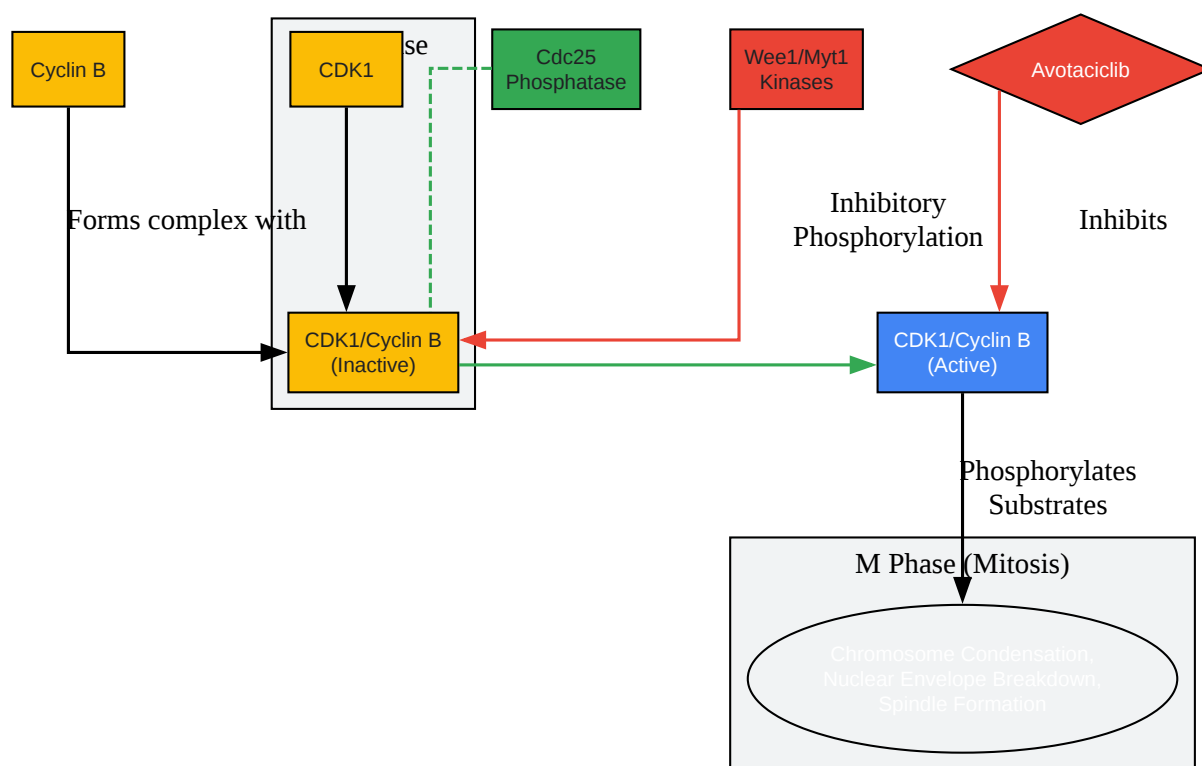 Cyclin B
CDK1
se
Cdc25
Phosphatase
Wee1/Myt1
Kinases
Avotaciclib
Forms complex with
Inhibitory
Phosphorylation
Inhibits
CDK1/Cyclin B
(Inactive)
CDK1/Cyclin B
(Active)
Phosphorylates
Substrates
M Phase (Mitosis)
Chromosome Condensation,
Nuclear Envelope Breakdown,
Spindle Formation